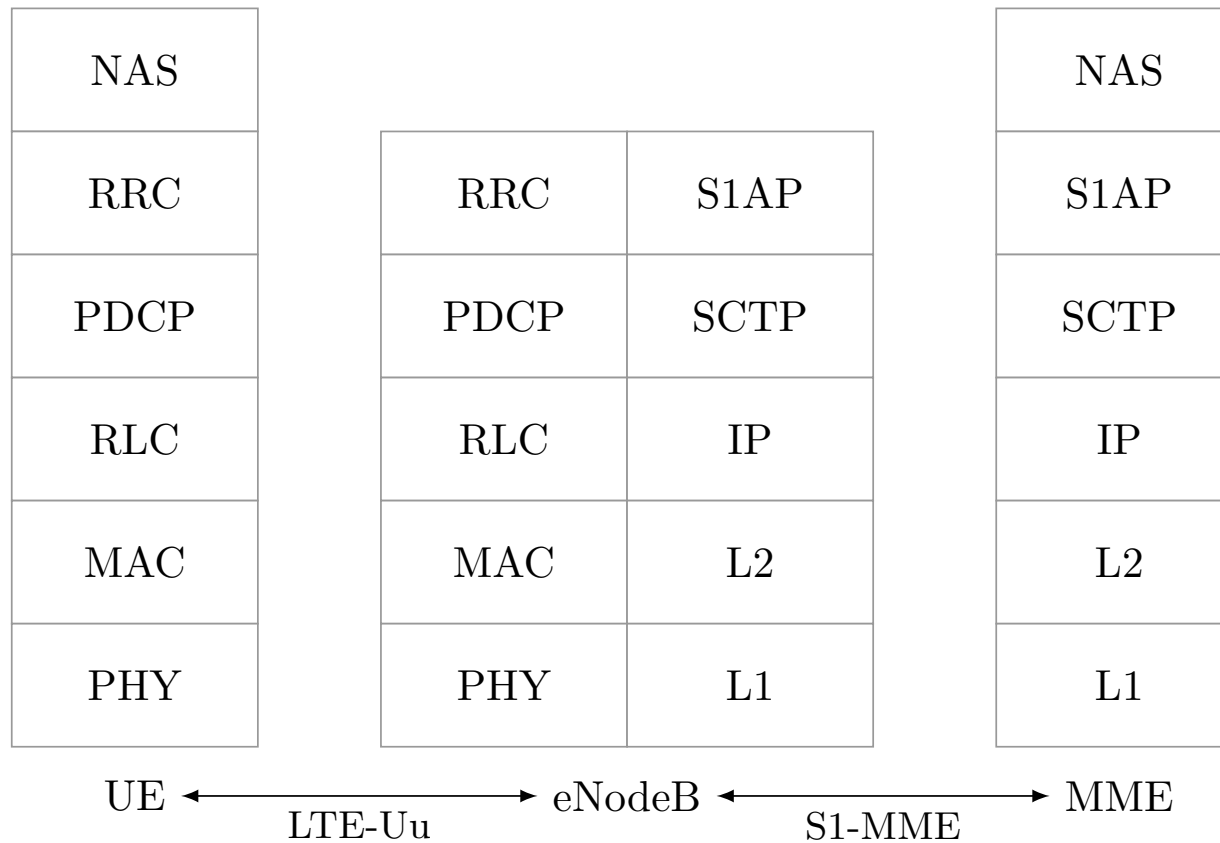 NAS NAS
RRC RRC S1AP S1AP
PDCP PDCP SCTP SCTP
RLC RLC IP IP
MAC MAC L2 L2
PHY PHY L1 L1
UE eNodeB MME
LTE-Uu S1-MME